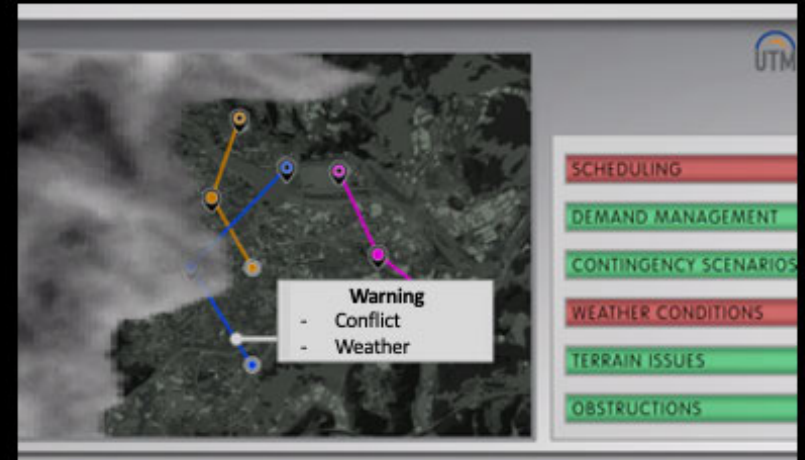 UTM
Warning
- Conflict
- Weather
SCHEDULING
DEMAND MANAGEMENT
CONTINGENCY SCENARIOS
WEATHER CONDITIONS
TERRAIN ISSUES
OBSTRUCTIONS